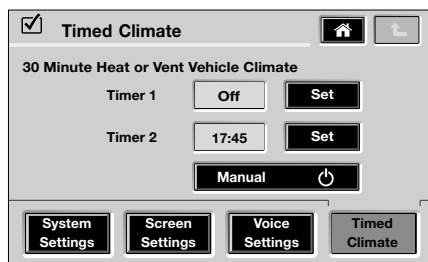 Timed Climate
30 Minute Heat or Vent Vehicle Climate
Timer 1 Off Set
Timer 2 17:45 Set
Manual
System Settings
Screen Settings
Voice Settings
Timed Climate